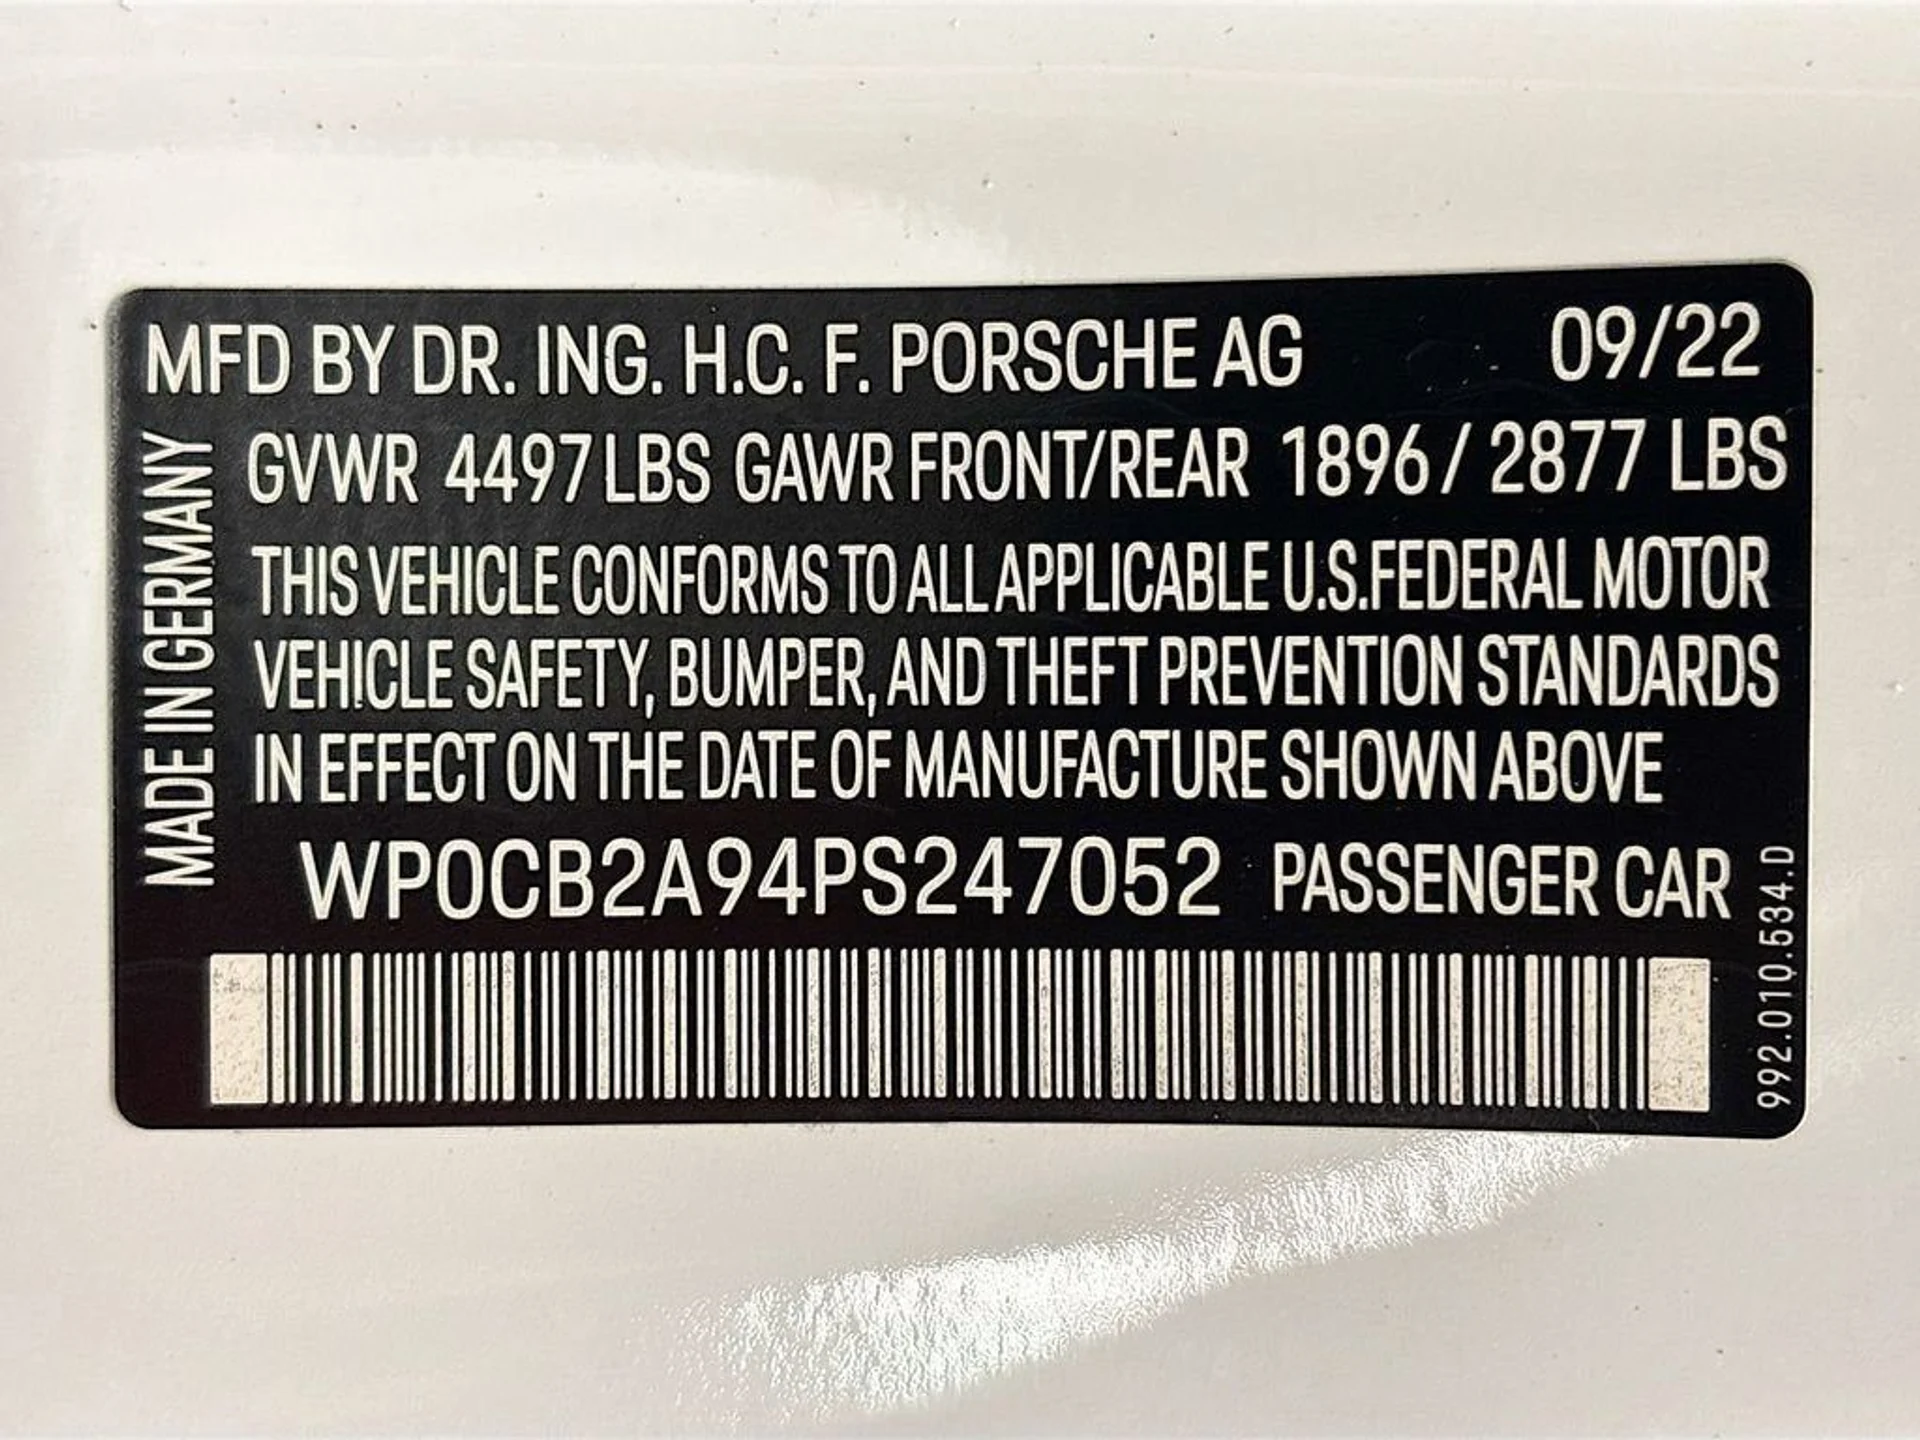 MFD BY DR. ING. H.C. F. PORSCHE AG 09/22
GVWR 4497 LBS GAWR FRONT/REAR 1896 / 2877 LBS
THIS VEHICLE CONFORMS TO ALL APPLICABLE U.S.FEDERAL MOTOR
VEHICLE SAFETY, BUMPER, AND THEFT PREVENTION STANDARDS
IN EFFECT ON THE DATE OF MANUFACTURE SHOWN ABOVE
WP0CB2A94PS247052 PASSENGER CAR
MADE IN GERMANY
992.010.534.D